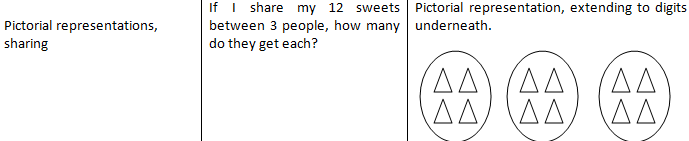 Pictorial representations,
sharing
If I share my 12 sweets
between 3 people, how many
do they get each?
Pictorial representation, extending to digits
underneath.